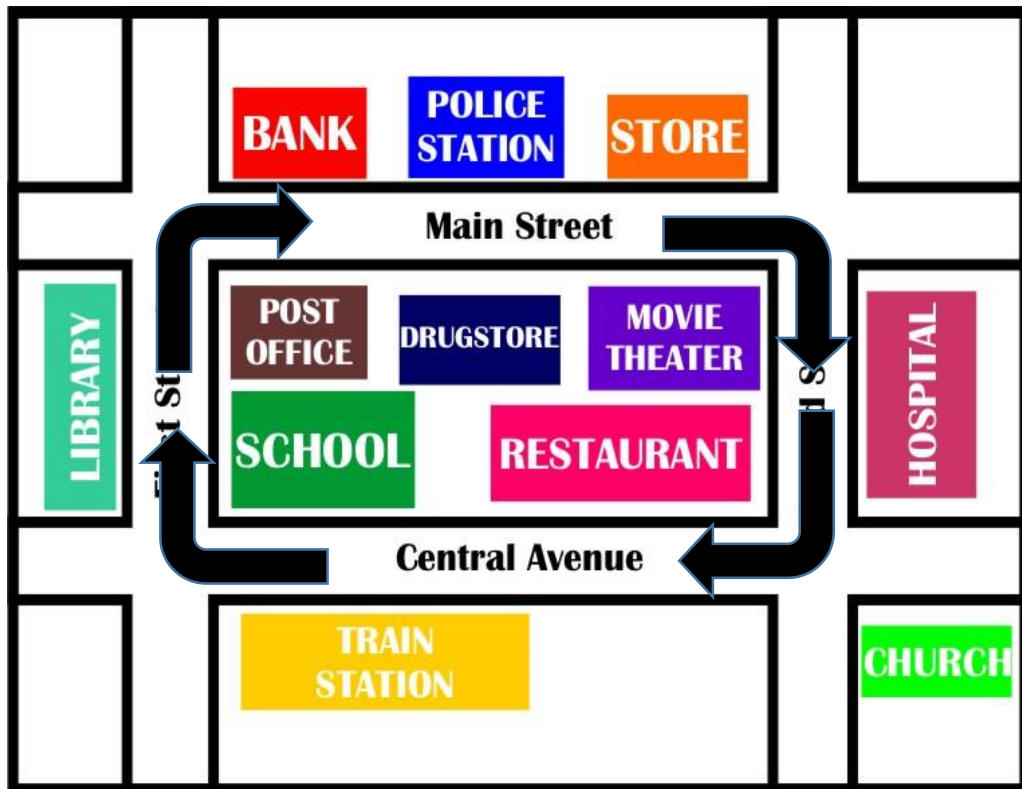 BANK
POLICE
STATION
STORE
Main Street
LIBRARY
POST
OFFICE
DRUGSTORE
MOVIE
THEATER
HOSPITAL
SCHOOL
RESTAURANT
Central Avenue
TRAIN
STATION
CHURCH